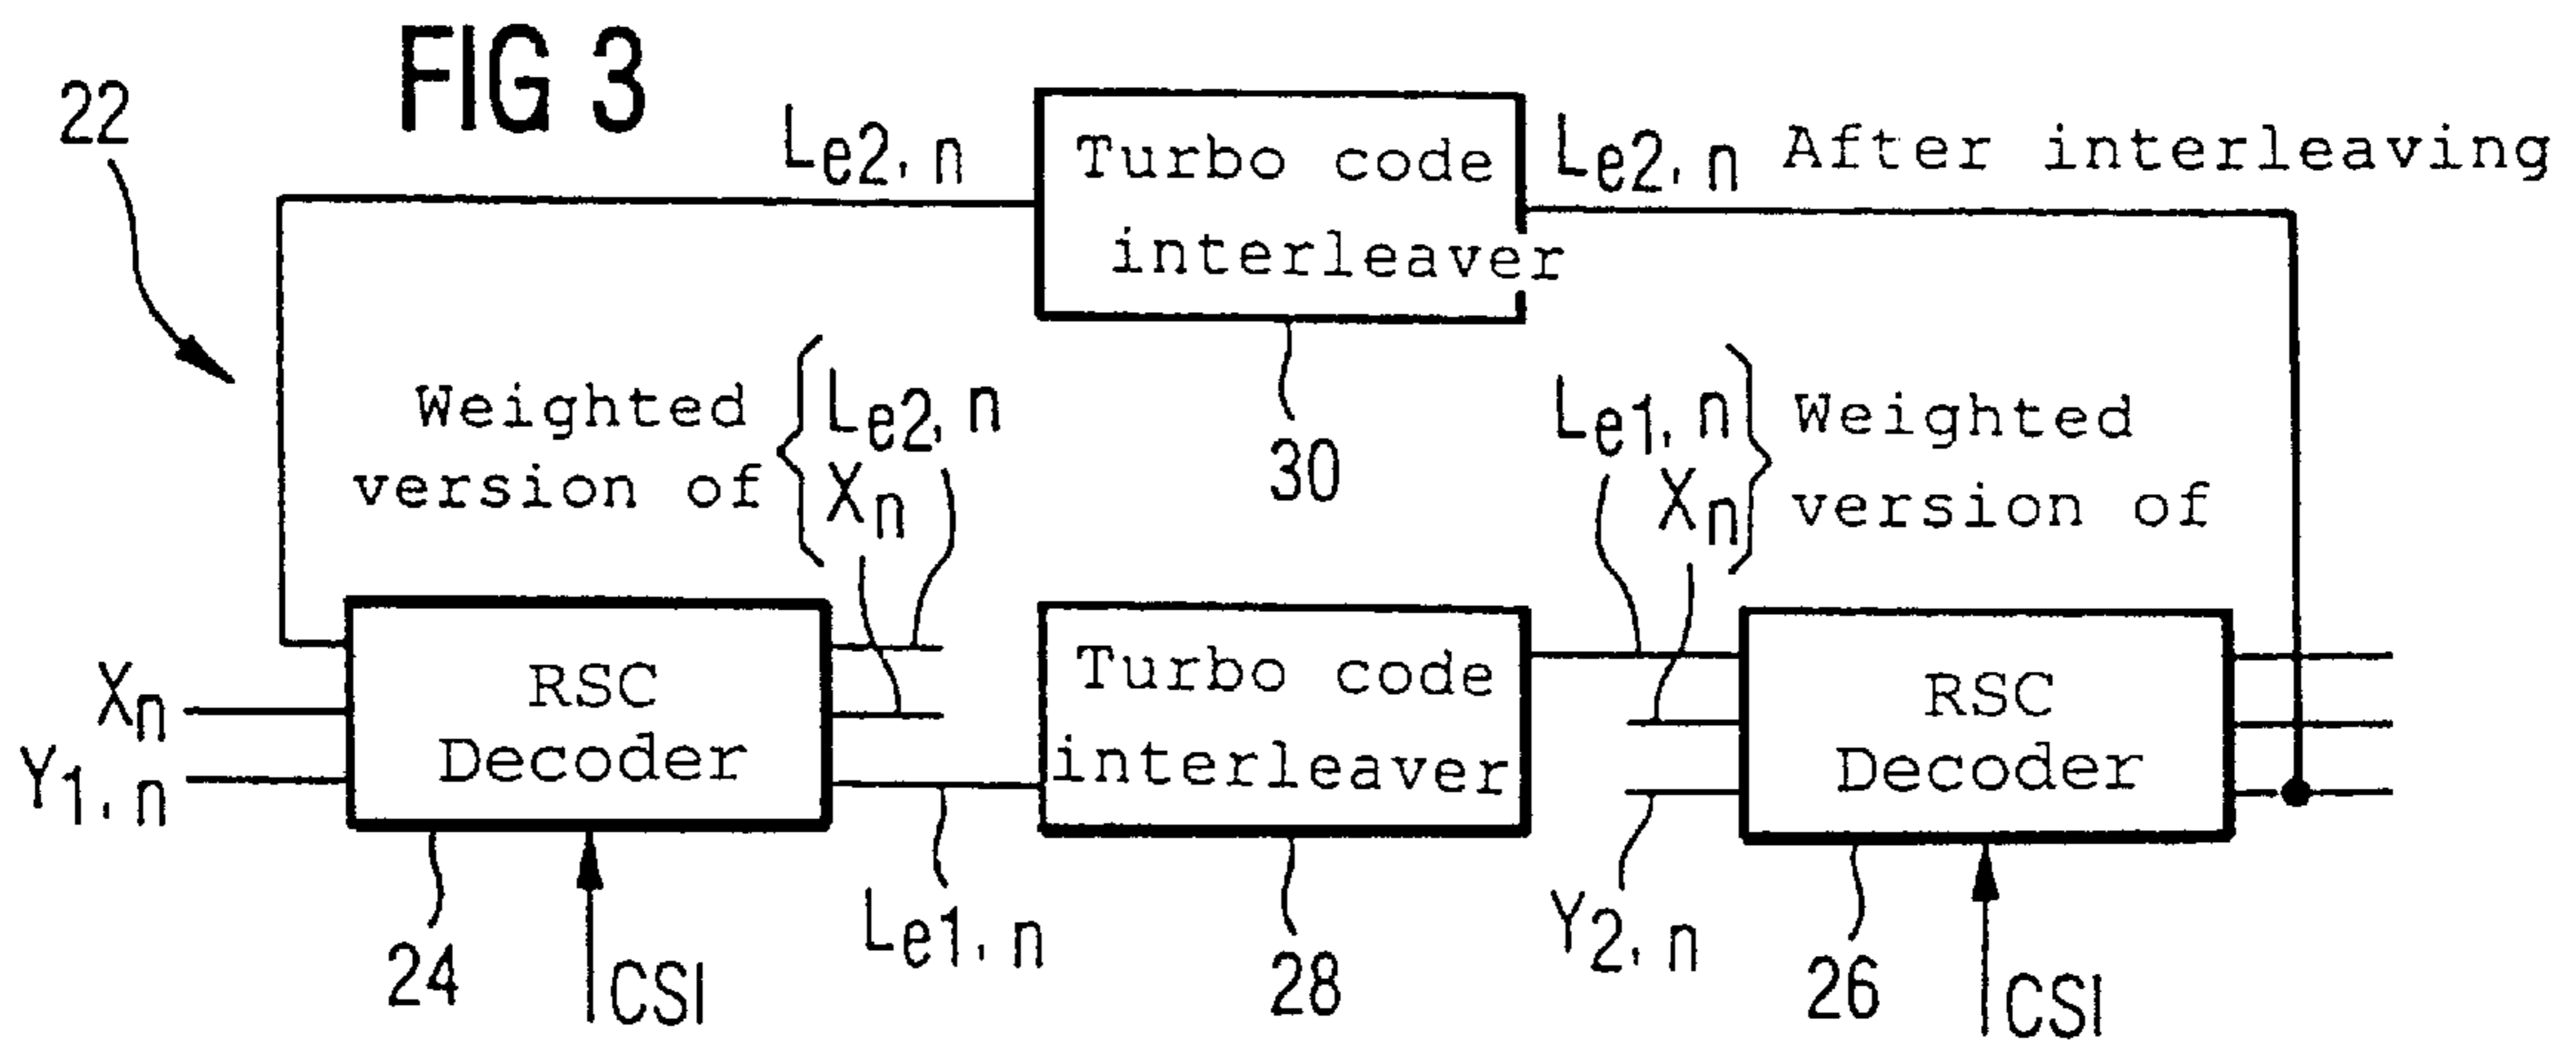 FIG 3
22
Le2, n
Turbo code
interleaver
Le2, n After interleaving
30
Weighted
version of
Le2, n
Xn
Le1, n
Xn
Weighted
version of
Xn
Y1, n
RSC
Decoder
24
CSI
Le1, n
Turbo code
interleaver
28
Y2, n
RSC
Decoder
26
CSI